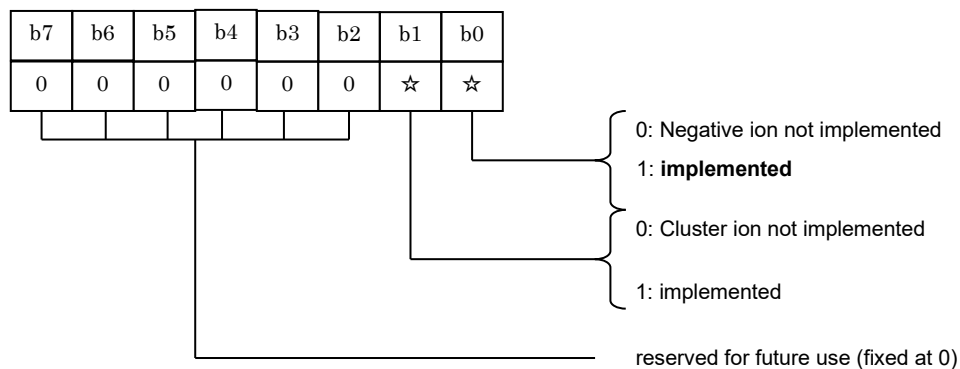 b7 b6 b5 b4 b3 b2 b1 b0
0 0 0 0 0 0 ☆ ☆
0: Negative ion not implemented
1: implemented
0: Cluster ion not implemented
1: implemented
reserved for future use (fixed at 0)